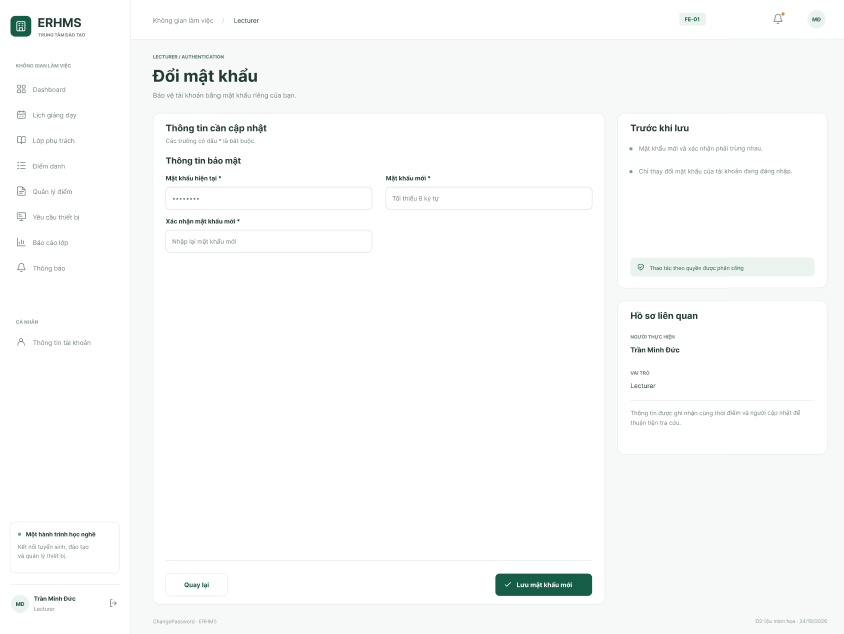 ERHMS
TRUNG TÂM ĐÀO TẠO
KHÔNG GIAN LÀM VIỆC
Dashboard
Lịch giảng dạy
Lớp phụ trách
Điểm danh
Quản lý điểm
Yêu cầu thiết bị
Báo cáo lớp
Thông báo
CÁ NHÂN
Thông tin tài khoản
Một hành trình học nghề
Kết nối tuyển sinh, đào tạo
và quản lý thiết bị.
MĐ
Trần Minh Đức
Lecturer
Không gian làm việc / Lecturer
FE-01
MĐ
LECTURER / AUTHENTICATION
Đổi mật khẩu
Bảo vệ tài khoản bằng mật khẩu riêng của bạn.
Thông tin cần cập nhật
Các trường có dấu * là bắt buộc.
Thông tin bảo mật
Mật khẩu hiện tại *
••••••••
Mật khẩu mới *
Tối thiểu 8 ký tự
Xác nhận mật khẩu mới *
Nhập lại mật khẩu mới
Quay lại
Lưu mật khẩu mới
Trước khi lưu
Mật khẩu mới và xác nhận phải trùng nhau.
Chỉ thay đổi mật khẩu của tài khoản đang đăng nhập.
Thao tác theo quyền được phân công
Hồ sơ liên quan
NGƯỜI THỰC HIỆN
Trần Minh Đức
VAI TRÒ
Lecturer
Thông tin được ghi nhận cùng thời điểm và người cập nhật để
thuận tiện tra cứu.
ChangePassword · ERHMS
Dữ liệu minh họa · 24/10/2026